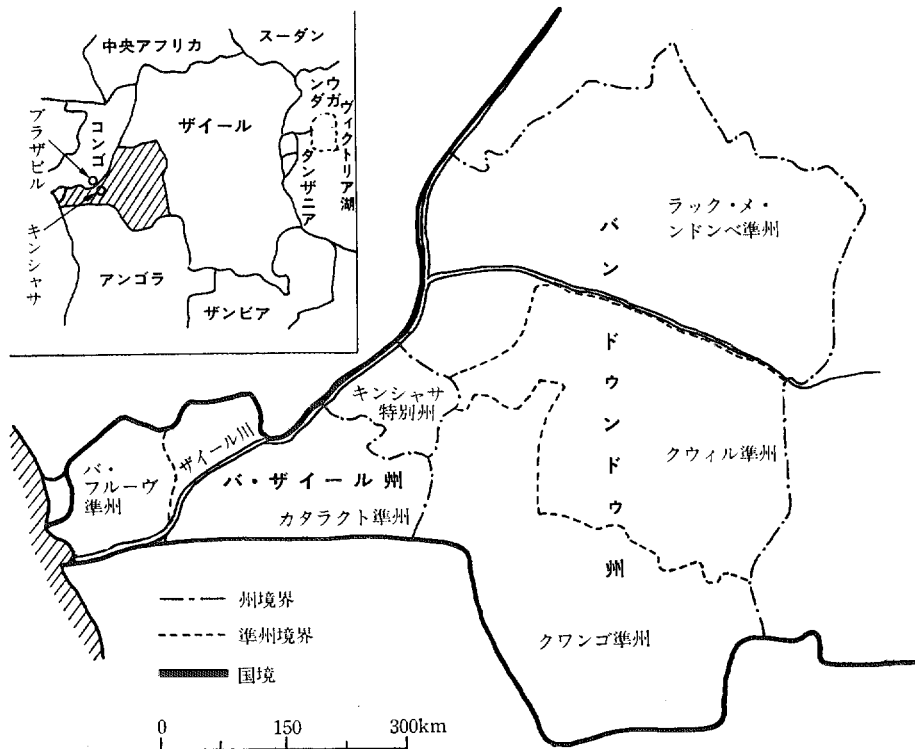 中央アフリカ
スーダン
ウガ
ンダ
ヴィクトリア湖
ザイール
コンゴ
ブラザビル
キンシャサ
ダンザニア
アンゴラ
ザンビア
ラック・メ・
ンドンベ準州
バンドウンドゥ州
キンシャサ
特別州
クウィル準州
ザイール川
バ・
フルーヴ
準州
バ・ザイール州
カタラクト準州
クワンゴ準州
州境界
準州境界
国境
0 150 300km